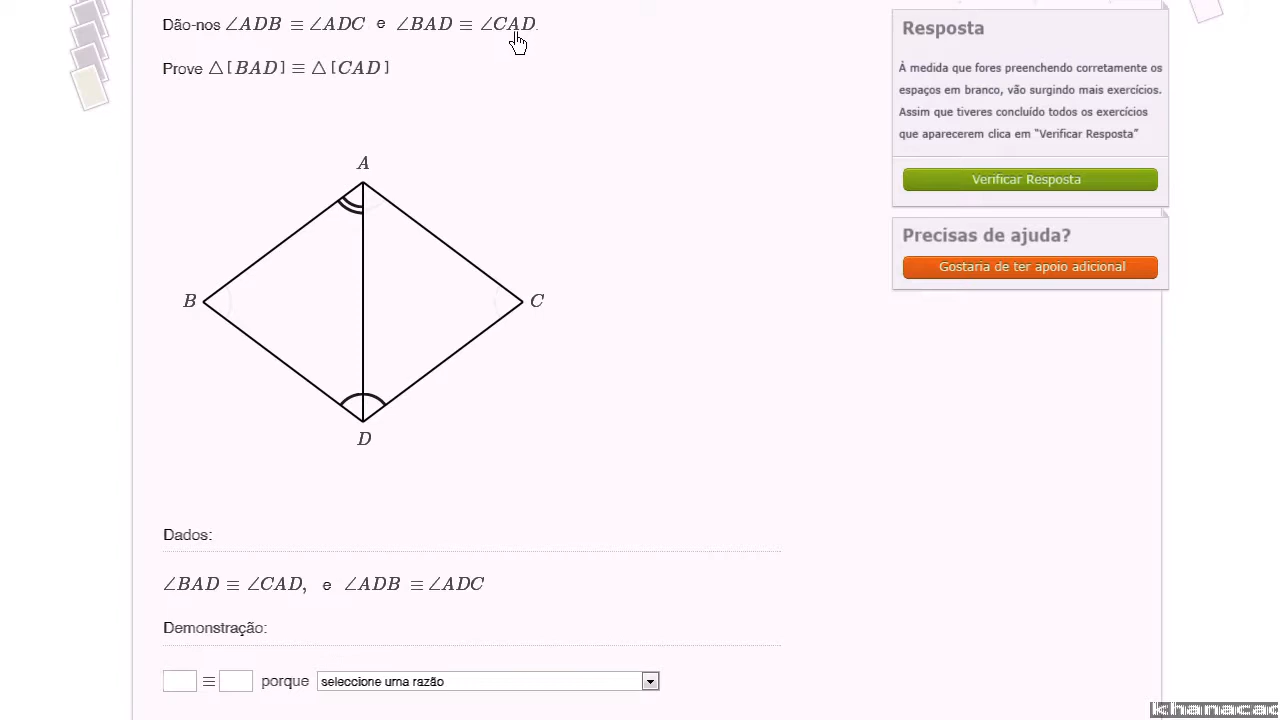 Dão-nos ∠ADB ≡ ∠ADC e ∠BAD ≡ ∠CAD.
Prove △[BAD] ≡ △[CAD]
A
B
C
D
Dados:
∠BAD ≡ ∠CAD, e ∠ADB ≡ ∠ADC
Demonstração:
≡ porque seleccione uma razão
Resposta
À medida que fores preenchendo corretamente os
espaços em branco, vão surgindo mais exercícios.
Assim que tiveres concluído todos os exercícios
que aparecerem clica em “Verificar Resposta”
Verificar Resposta
Precisas de ajuda?
Gostaria de ter apoio adicional
khanacad